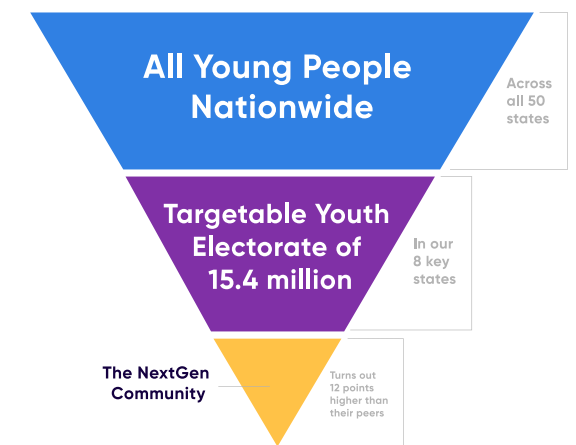 All Young People
Nationwide
Across
all 50
states
Targetable Youth
Electorate of
15.4 million
In our
8 key
states
The NextGen
Community
Turns out
12 points
higher than
their peers